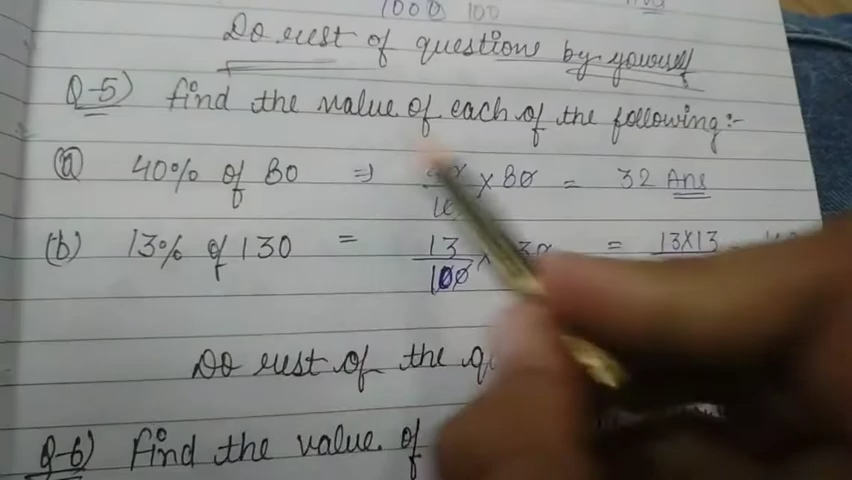 1000 100
Do rest of questions by yourself
Q-5) find the value of each of the following:-
(a) 40% of 80 ⇒ × 80 = 32 Ans
(b) 13% of 130 = 13/100 × = 13×13
Do rest of the
Q-6) find the value of